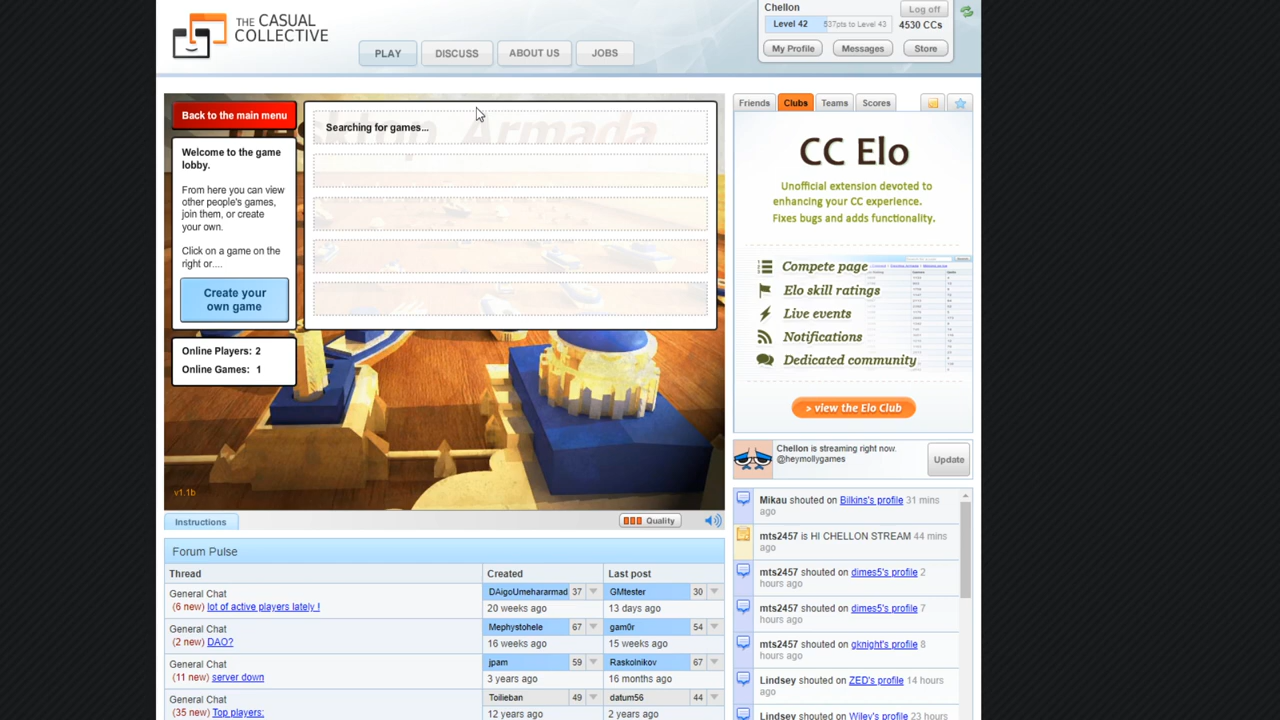 THE CASUAL
COLLECTIVE
PLAY
DISCUSS
ABOUT US
JOBS
Chellon
Log off
Level 42
537pts to Level 43
4530 CCs
My Profile
Messages
Store
Back to the main menu
Welcome to the game
lobby.
From here you can view
other people's games,
join them, or create
your own.
Click on a game on the
right or....
Create your
own game
Online Players: 2
Online Games: 1
Searching for games...
ktop Armada
v1.1b
Instructions
Quality
Friends
Clubs
Teams
Scores
CC Elo
Unofficial extension devoted to
enhancing your CC experience.
Fixes bugs and adds functionality.
Compete page
Elo skill ratings
Live events
Notifications
Dedicated community
> view the Elo Club
Chellon is streaming right now.
@heymollygames
Update
Mikau shouted on Bilkins's profile 31 mins
ago
mts2457 is HI CHELLON STREAM 44 mins
ago
mts2457 shouted on dimes5's profile 2
hours ago
mts2457 shouted on dimes5's profile 7
hours ago
mts2457 shouted on gknight's profile 8
hours ago
Lindsey shouted on ZED's profile 14 hours
ago
Lindsey shouted on Wiley's profile 23 hours
Forum Pulse
Thread Created Last post
General Chat DAigoUmehararmad 37 GMtester 30
(6 new) lot of active players lately ! 20 weeks ago 13 days ago
General Chat Mephystohele 67 gam0r 54
(2 new) DAO? 16 weeks ago 15 weeks ago
General Chat jpam 59 Raskolnikov 67
(11 new) server down 3 years ago 16 months ago
General Chat Toilieban 49 datum56 44
(35 new) Top players: 12 years ago 2 years ago